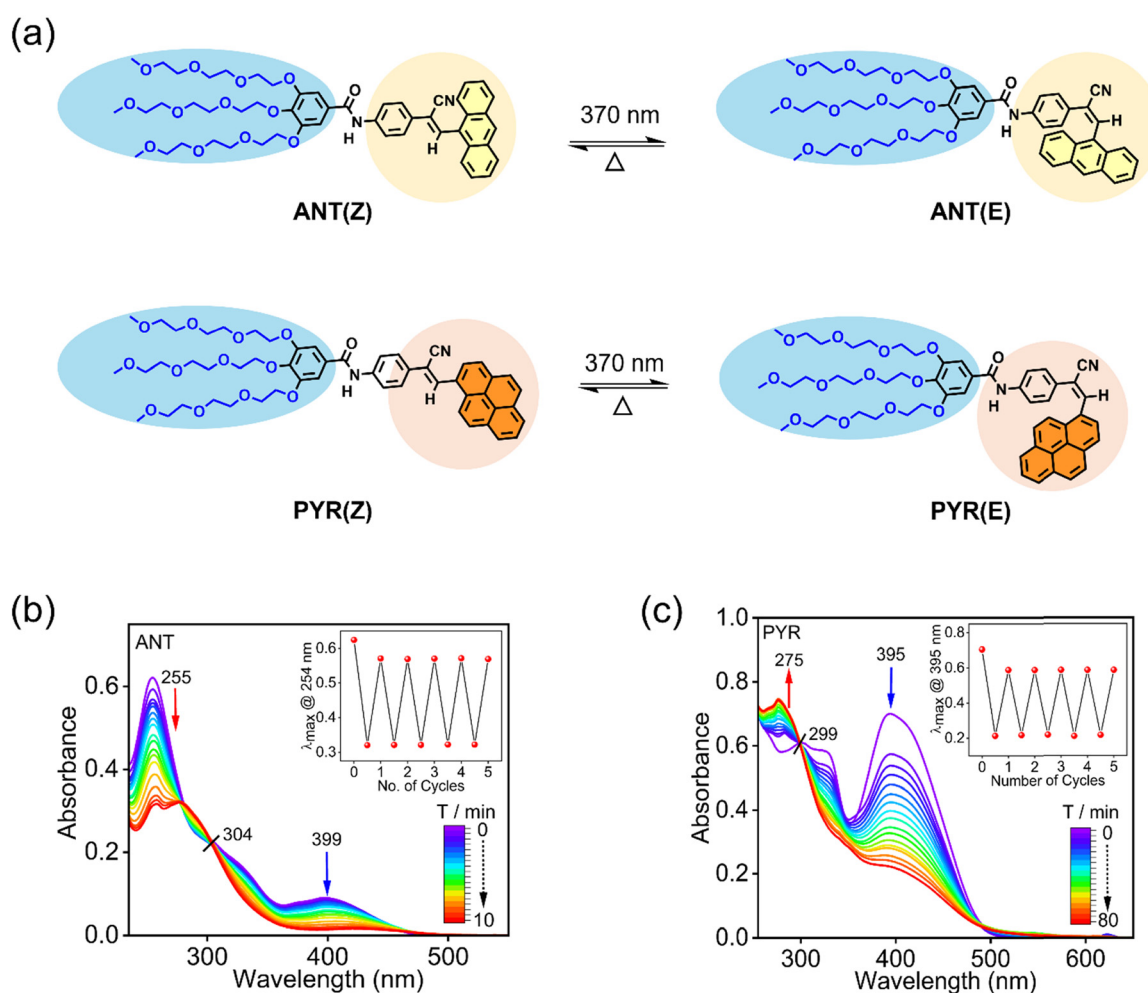 (a)
O O O O
O O O O
O O O O
O
N
H
CN
H
370 nm
△
O O O O
O O O O
O O O O
O
N
H
CN
H
ANT(Z)
ANT(E)
O O O O
O O O O
O O O O
O
N
H
CN
H
370 nm
△
O O O O
O O O O
O O O O
O
N
H
CN
H
PYR(Z)
PYR(E)
(b)
ANT
255
304
399
Absorbance
0.6
0.4
0.2
0.0
300 400 500
Wavelength (nm)
λmax @ 254 nm
0.6
0.5
0.4
0.3
0 1 2 3 4 5
No. of Cycles
T / min
0
10
(c)
PYR
275
299
395
Absorbance
1.0
0.8
0.6
0.4
0.2
0.0
300 400 500 600
Wavelength (nm)
λmax @ 395 nm
0.8
0.6
0.4
0.2
0 1 2 3 4 5
Number of Cycles
T / min
0
80